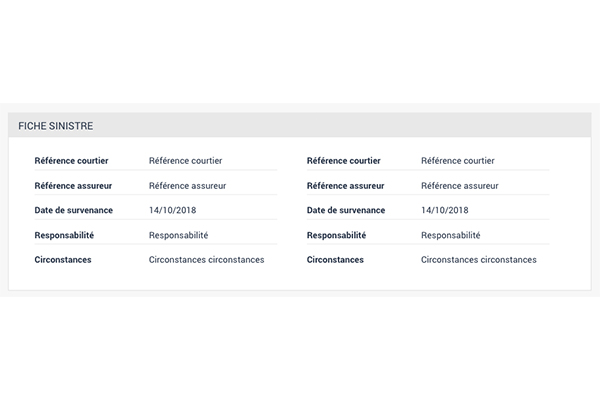 FICHE SINISTRE
Référence courtier Référence courtier Référence courtier Référence courtier
Référence assureur Référence assureur Référence assureur Référence assureur
Date de survenance 14/10/2018 Date de survenance 14/10/2018
Responsabilité Responsabilité Responsabilité Responsabilité
Circonstances Circonstances circonstances Circonstances Circonstances circonstances